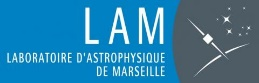 LAM
LABORATOIRE D'ASTROPHYSIQUE
DE MARSEILLE